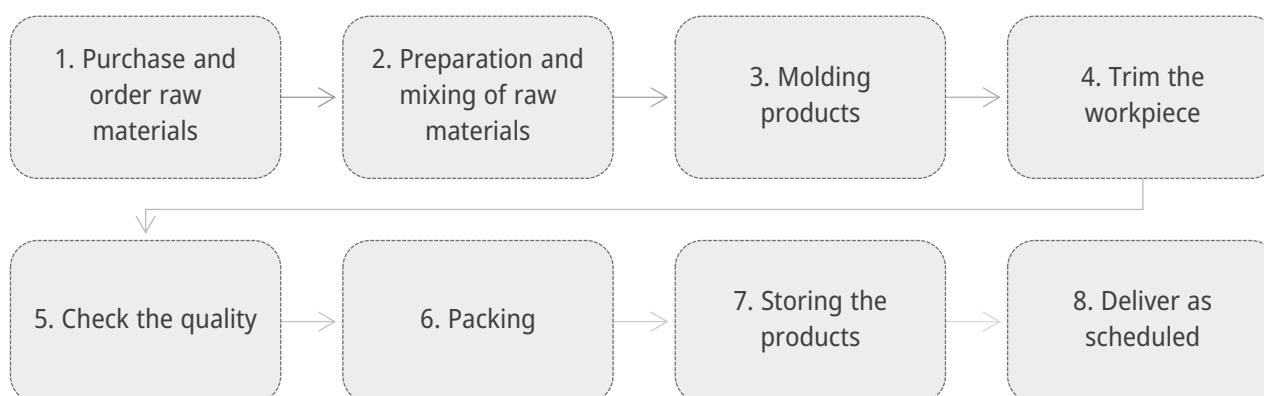 1. Purchase and
order raw
materials
2. Preparation and
mixing of raw
materials
3. Molding
products
4. Trim the
workpiece
5. Check the quality
6. Packing
7. Storing the
products
8. Deliver as
scheduled